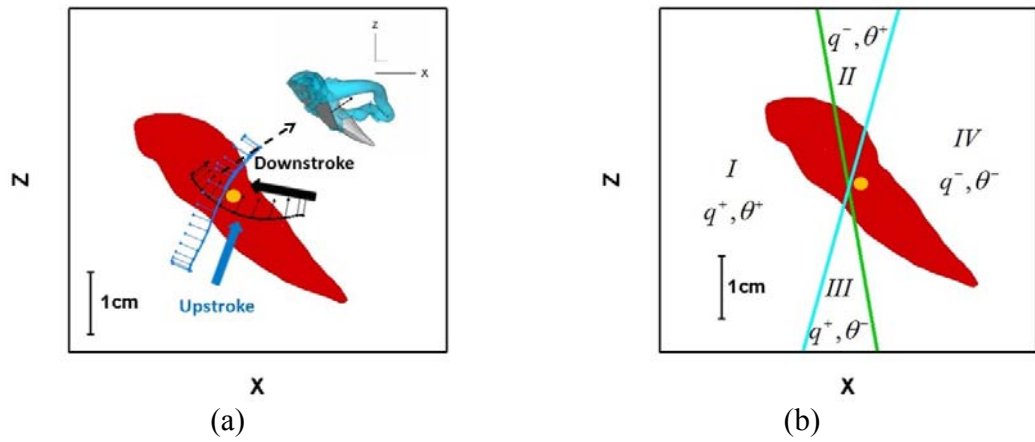 z
x
Downstroke
Z
1cm
Upstroke
X
(a)
q⁻, θ⁺
II
IV
q⁻, θ⁻
I
q⁺, θ⁺
Z
1cm
III
q⁺, θ⁻
X
(b)